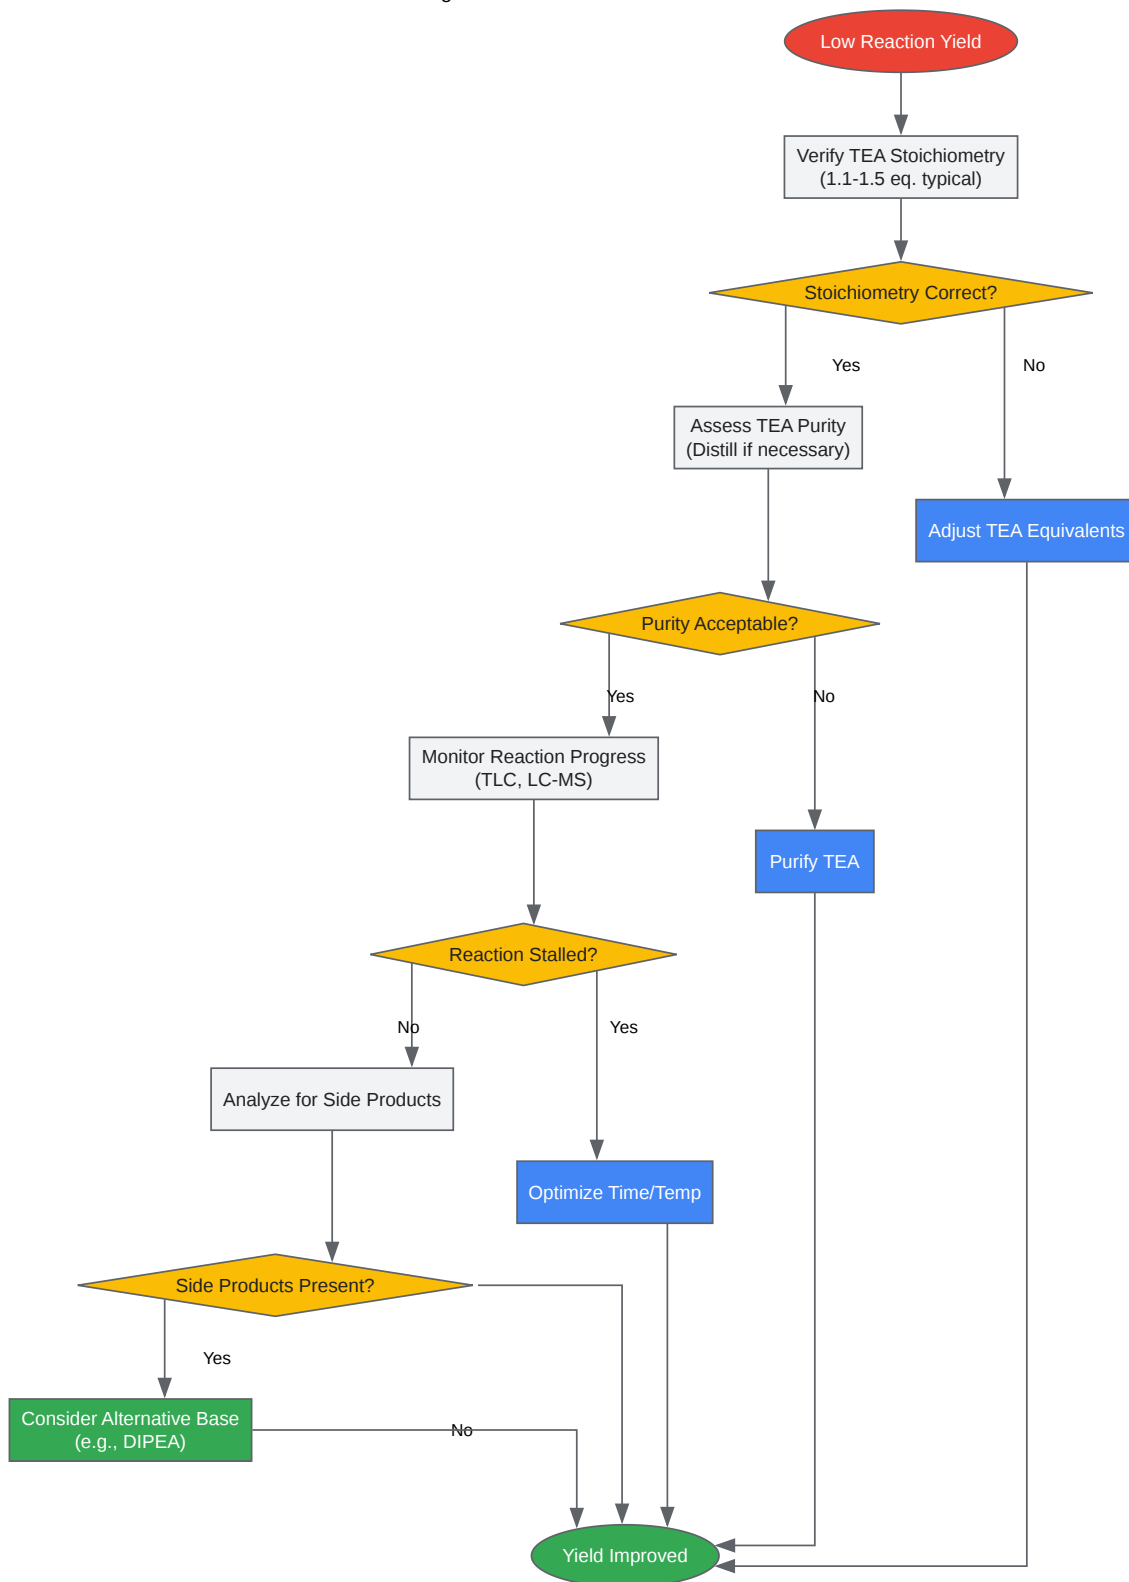 Low Reaction Yield
Verify TEA Stoichiometry
(1.1-1.5 eq. typical)
Stoichiometry Correct?
Yes
No
Assess TEA Purity
(Distill if necessary)
Adjust TEA Equivalents
Purity Acceptable?
Yes
No
Monitor Reaction Progress
(TLC, LC-MS)
Purify TEA
Reaction Stalled?
No
Yes
Analyze for Side Products
Optimize Time/Temp
Side Products Present?
Yes
Consider Alternative Base
(e.g., DIPEA)
No
Yield Improved